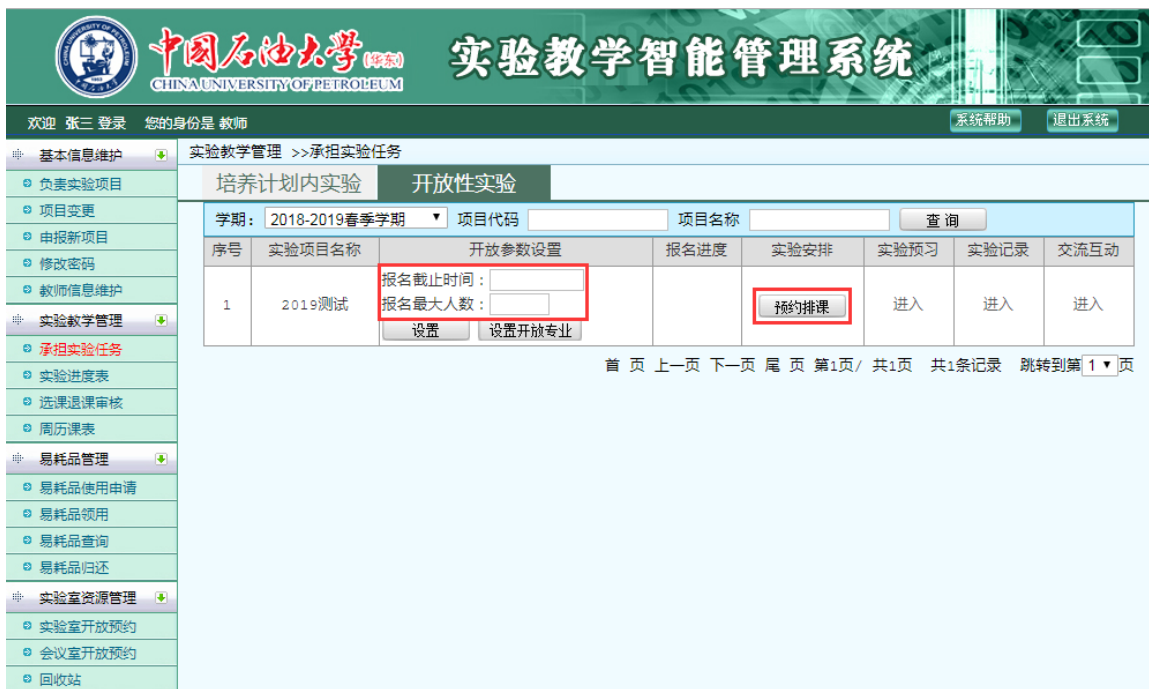 中国石油大学(华东)
CHINA UNIVERSITY OF PETROLEUM
实验教学智能管理系统
欢迎 张三 登录 您的身份是 教师
系统帮助 退出系统
基本信息维护
负责实验项目
项目变更
申报新项目
修改密码
教师信息维护
实验教学管理
承担实验任务
实验进度表
选课退课审核
周历课表
易耗品管理
易耗品使用申请
易耗品领用
易耗品查询
易耗品归还
实验室资源管理
实验室开放预约
会议室开放预约
回收站
实验教学管理 >>承担实验任务
培养计划内实验 开放性实验
学期: 2018-2019春季学期 项目代码 项目名称 查 询
序号 实验项目名称 开放参数设置 报名进度 实验安排 实验预习 实验记录 交流互动
报名截止时间:
1 2019测试 报名最大人数: 预约排课 进入 进入 进入
设置 设置开放专业
首 页 上一页 下一页 尾 页 第1页/ 共1页 共1条记录 跳转到第 1 页